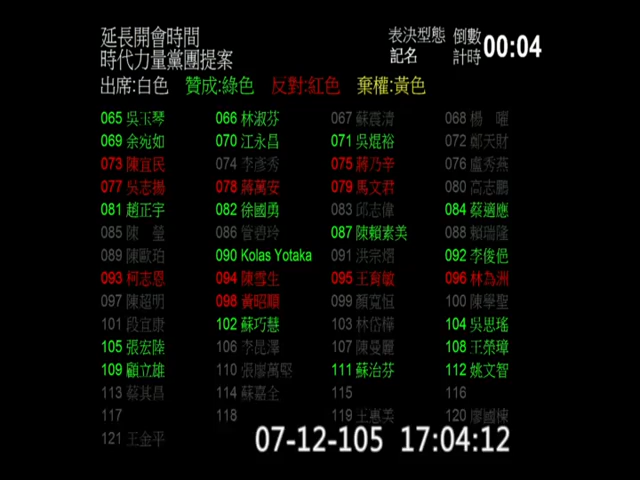 延長開會時間
時代力量黨團提案
表決型態
記名
倒數
計時
00:04
出席:白色 贊成:綠色 反對:紅色 棄權:黃色
065 吳玉琴 066 林淑芬 067 蘇震清 068 楊 曜
069 余宛如 070 江永昌 071 吳焜裕 072 鄭天財
073 陳宜民 074 李彥秀 075 蔣乃辛 076 盧秀燕
077 吳志揚 078 蔣萬安 079 馬文君 080 高志鵬
081 趙正宇 082 徐國勇 083 邱志偉 084 蔡適應
085 陳 瑩 086 管碧玲 087 陳賴素美 088 賴瑞隆
089 陳歐珀 090 Kolas Yotaka 091 洪宗熠 092 李俊俋
093 柯志恩 094 陳雪生 095 王育敏 096 林為洲
097 陳超明 098 黃昭順 099 顏寬恒 100 陳學聖
101 段宜康 102 蘇巧慧 103 林岱樺 104 吳思瑤
105 張宏陸 106 李昆澤 107 陳曼麗 108 王榮璋
109 顧立雄 110 張廖萬堅 111 蘇治芬 112 姚文智
113 蔡其昌 114 蘇嘉全 115 116
117 118 119 王惠美 120 廖國棟
121 王金平
07-12-105 17:04:12